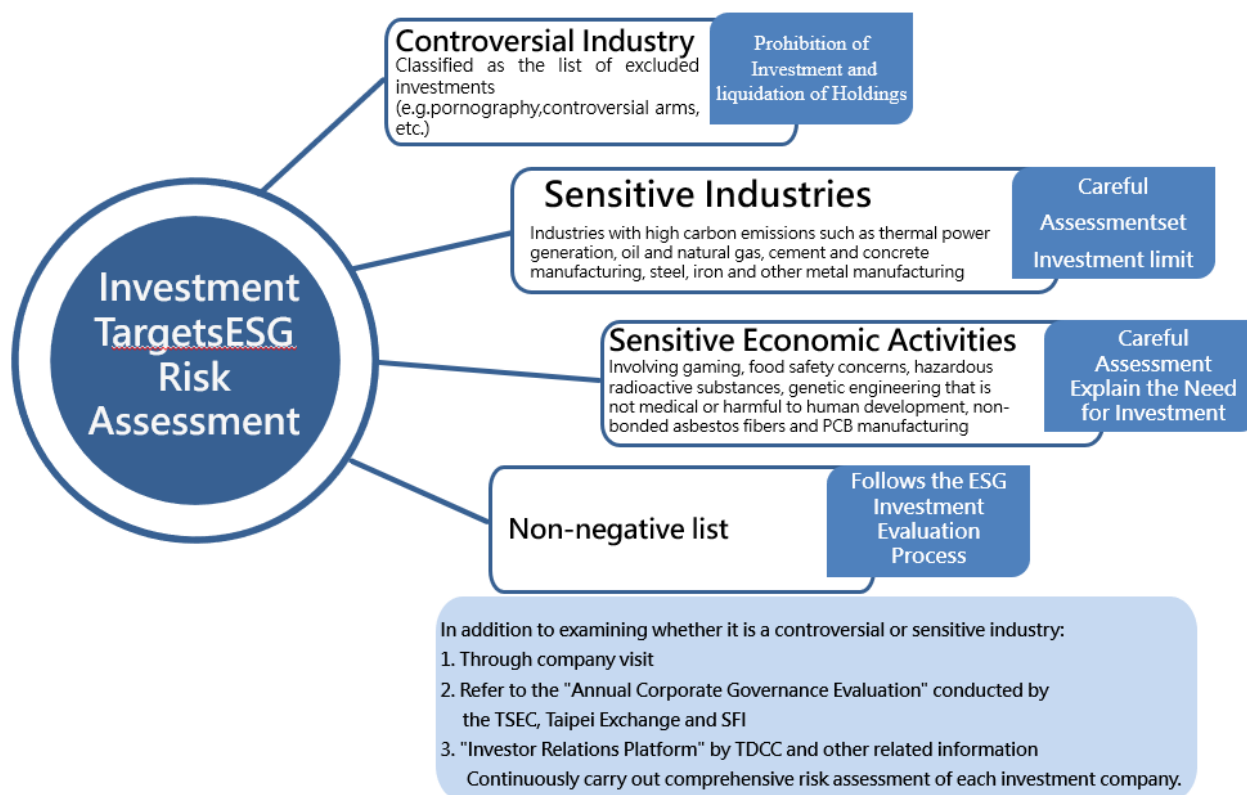 Investment
TargetsESG
Risk
Assessment
Controversial Industry
Classified as the list of excluded
investments
(e.g.pornography,controversial arms,
etc.)
Prohibition of
Investment and
liquidation of Holdings
Sensitive Industries
Industries with high carbon emissions such as thermal power
generation, oil and natural gas, cement and concrete
manufacturing, steel, iron and other metal manufacturing
Careful
Assessmentset
Investment limit
Sensitive Economic Activities
Involving gaming, food safety concerns, hazardous
radioactive substances, genetic engineering that is
not medical or harmful to human development, non-
bonded asbestos fibers and PCB manufacturing
Careful
Assessment
Explain the Need
for Investment
Non-negative list
Follows the ESG
Investment
Evaluation
Process
In addition to examining whether it is a controversial or sensitive industry:
1. Through company visit
2. Refer to the "Annual Corporate Governance Evaluation" conducted by
the TSEC, Taipei Exchange and SFI
3. "Investor Relations Platform" by TDCC and other related information
Continuously carry out comprehensive risk assessment of each investment company.